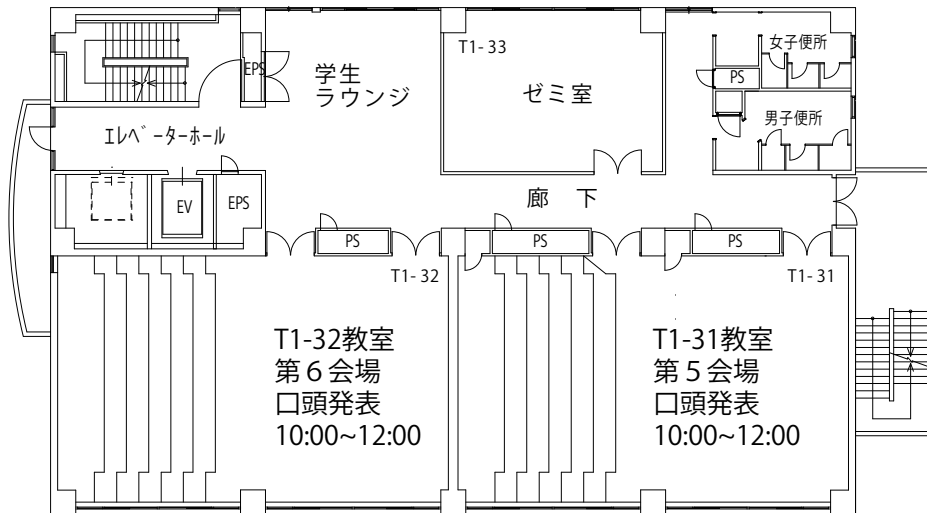 T1-33
女子便所
EPS
学生
ラウンジ
PS
ゼミ室
男子便所
エレベーターホール
廊　下
EV
EPS
PS
PS
PS
T1-32
T1-31
T1-32教室
第６会場
口頭発表
10:00~12:00
T1-31教室
第５会場
口頭発表
10:00~12:00